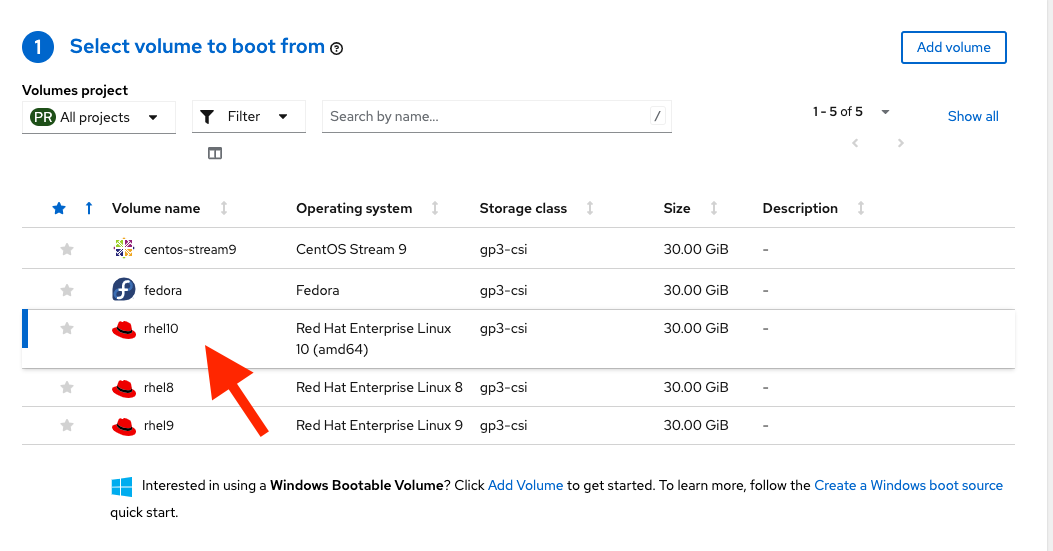 1 Select volume to boot from
Add volume
Volumes project
PR All projects
Filter
Search by name...
/
1 - 5 of 5
Show all
Volume name Operating system Storage class Size Description
centos-stream9 CentOS Stream 9 gp3-csi 30.00 GiB -
fedora Fedora gp3-csi 30.00 GiB -
rhel10 Red Hat Enterprise Linux gp3-csi 30.00 GiB -
10 (amd64)
rhel8 Red Hat Enterprise Linux 8 gp3-csi 30.00 GiB -
rhel9 Red Hat Enterprise Linux 9 gp3-csi 30.00 GiB -
Interested in using a Windows Bootable Volume? Click Add Volume to get started. To learn more, follow the Create a Windows boot source
quick start.